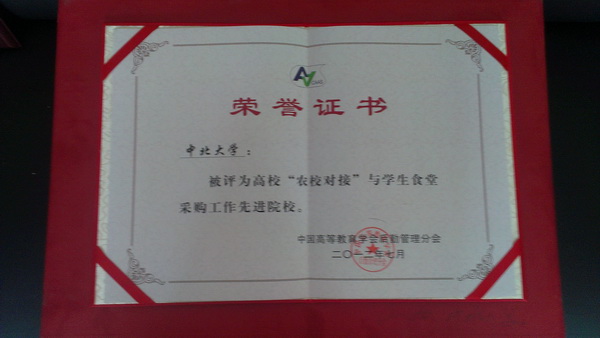 荣誉证书
中北大学：
被评为高校“农校对接”与学生食堂
采购工作先进院校。
中国高等教育学会后勤管理分会
二〇一二年七月